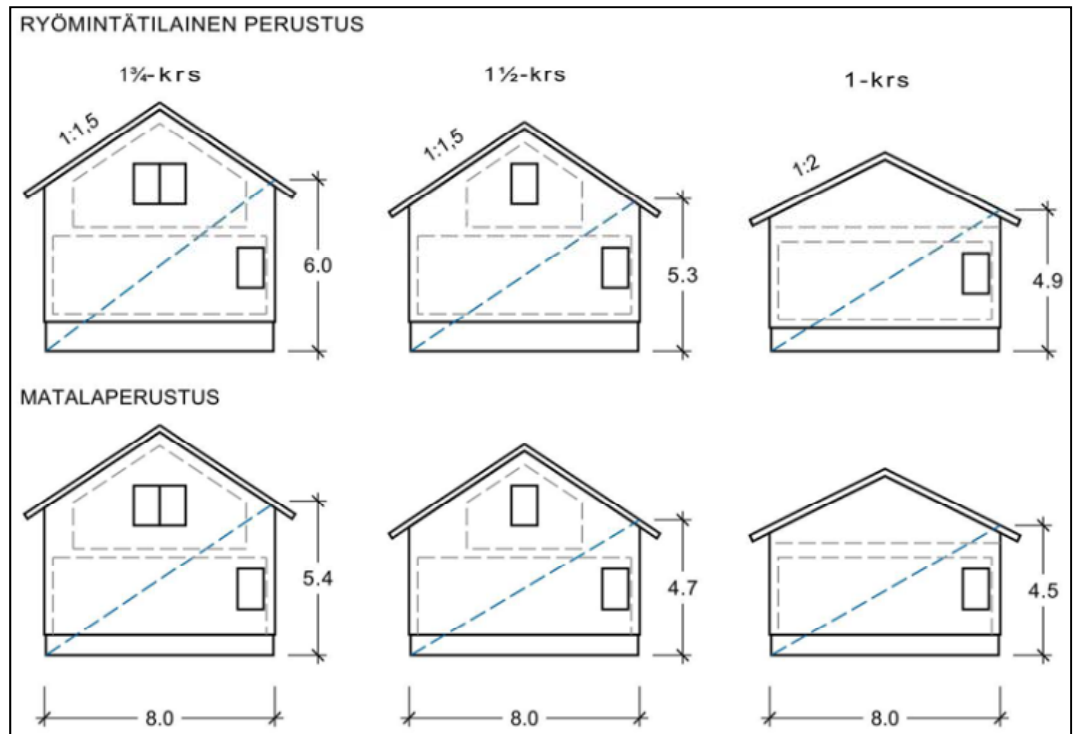 RYÖMINTÄTILAINEN PERUSTUS
1¾-krs
1½-krs
1-krs
1:1,5
1:1,5
1:2
6.0
5.3
4.9
MATALAPERUSTUS
5.4
4.7
4.5
8.0
8.0
8.0